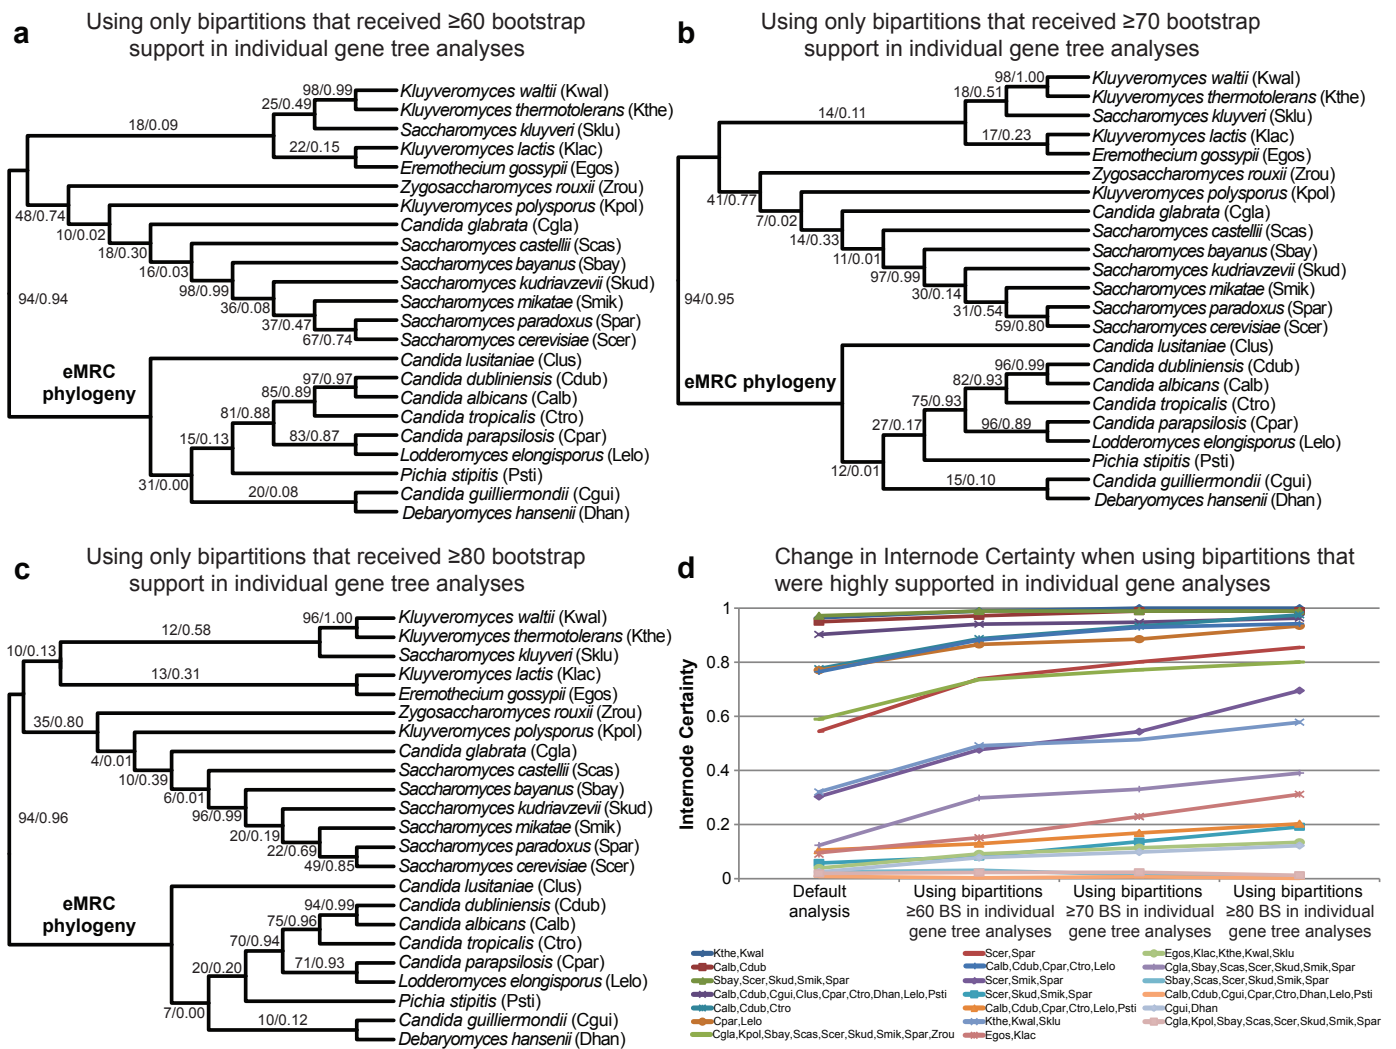 a
Using only bipartitions that received ≥60 bootstrap
support in individual gene tree analyses
98/0.99
25/0.49
18/0.09
22/0.15
48/0.74
10/0.02
18/0.30
16/0.03
98/0.99
36/0.08
37/0.47
67/0.74
94/0.94
Kluyveromyces waltii (Kwal)
Kluyveromyces thermotolerans (Kthe)
Saccharomyces kluyveri (Sklu)
Kluyveromyces lactis (Klac)
Eremothecium gossypii (Egos)
Zygosaccharomyces rouxii (Zrou)
Kluyveromyces polysporus (Kpol)
Candida glabrata (Cgla)
Saccharomyces castellii (Scas)
Saccharomyces bayanus (Sbay)
Saccharomyces kudriavzevii (Skud)
Saccharomyces mikatae (Smik)
Saccharomyces paradoxus (Spar)
Saccharomyces cerevisiae (Scer)
Candida lusitaniae (Clus)
Candida dubliniensis (Cdub)
Candida albicans (Calb)
Candida tropicalis (Ctro)
Candida parapsilosis (Cpar)
Lodderomyces elongisporus (Lelo)
Pichia stipitis (Psti)
Candida guilliermondii (Cgui)
Debaryomyces hansenii (Dhan)
eMRC
phylogeny
97/0.97
85/0.89
81/0.88
83/0.87
15/0.13
31/0.00
20/0.08
b
Using only bipartitions that received ≥70 bootstrap
support in individual gene tree analyses
98/1.00
18/0.51
14/0.11
17/0.23
41/0.77
7/0.02
14/0.33
11/0.01
97/0.99
30/0.14
31/0.54
59/0.80
94/0.95
Kluyveromyces waltii (Kwal)
Kluyveromyces thermotolerans (Kthe)
Saccharomyces kluyveri (Sklu)
Kluyveromyces lactis (Klac)
Eremothecium gossypii (Egos)
Zygosaccharomyces rouxii (Zrou)
Kluyveromyces polysporus (Kpol)
Candida glabrata (Cgla)
Saccharomyces castellii (Scas)
Saccharomyces bayanus (Sbay)
Saccharomyces kudriavzevii (Skud)
Saccharomyces mikatae (Smik)
Saccharomyces paradoxus (Spar)
Saccharomyces cerevisiae (Scer)
Candida lusitaniae (Clus)
Candida dubliniensis (Cdub)
Candida albicans (Calb)
Candida tropicalis (Ctro)
Candida parapsilosis (Cpar)
Lodderomyces elongisporus (Lelo)
Pichia stipitis (Psti)
Candida guilliermondii (Cgui)
Debaryomyces hansenii (Dhan)
eMRC phylogeny
96/0.99
82/0.93
75/0.93
96/0.89
27/0.17
12/0.01
15/0.10
c
Using only bipartitions that received ≥80 bootstrap
support in individual gene tree analyses
96/1.00
12/0.58
10/0.13
13/0.31
35/0.80
4/0.01
10/0.39
6/0.01
96/0.99
20/0.19
22/0.69
49/0.85
94/0.96
Kluyveromyces waltii (Kwal)
Kluyveromyces thermotolerans (Kthe)
Saccharomyces kluyveri (Sklu)
Kluyveromyces lactis (Klac)
Eremothecium gossypii (Egos)
Zygosaccharomyces rouxii (Zrou)
Kluyveromyces polysporus (Kpol)
Candida glabrata (Cgla)
Saccharomyces castellii (Scas)
Saccharomyces bayanus (Sbay)
Saccharomyces kudriavzevii (Skud)
Saccharomyces mikatae (Smik)
Saccharomyces paradoxus (Spar)
Saccharomyces cerevisiae (Scer)
Candida lusitaniae (Clus)
Candida dubliniensis (Cdub)
Candida albicans (Calb)
Candida tropicalis (Ctro)
Candida parapsilosis (Cpar)
Lodderomyces elongisporus (Lelo)
Pichia stipitis (Psti)
Candida guilliermondii (Cgui)
Debaryomyces hansenii (Dhan)
eMRC
phylogeny
94/0.99
75/0.96
70/0.94
71/0.93
20/0.20
7/0.00
10/0.12
d
Change in Internode Certainty when using bipartitions that
were highly supported in individual gene analyses
Internode Certainty
1
0.8
0.6
0.4
0.2
0
Default
analysis
Using bipartitions
≥60 BS in individual
gene tree analyses
Using bipartitions
≥70 BS in individual
gene tree analyses
Using bipartitions
≥80 BS in individual
gene tree analyses
Kthe,Kwal
Calb,Cdub
Sbay,Scer,Skud,Smik,Spar
Calb,Cdub,Cgui,Clus,Cpar,Ctro,Dhan,Lelo,Psti
Calb,Cdub,Ctro
Cpar,Lelo
Cgla,Kpol,Sbay,Scas,Scer,Skud,Smik,Spar,Zrou
Scer,Spar
Calb,Cdub,Cpar,Ctro,Lelo
Scer,Smik,Spar
Scer,Skud,Smik,Spar
Calb,Cdub,Cpar,Ctro,Lelo,Psti
Kthe,Kwal,Sklu
Egos,Klac
Egos,Klac,Kthe,Kwal,Sklu
Cgla,Sbay,Scas,Scer,Skud,Smik,Spar
Sbay,Scas,Scer,Skud,Smik,Spar
Calb,Cdub,Cgui,Cpar,Ctro,Dhan,Lelo,Psti
Cgui,Dhan
Cgla,Kpol,Sbay,Scas,Scer,Skud,Smik,Spar